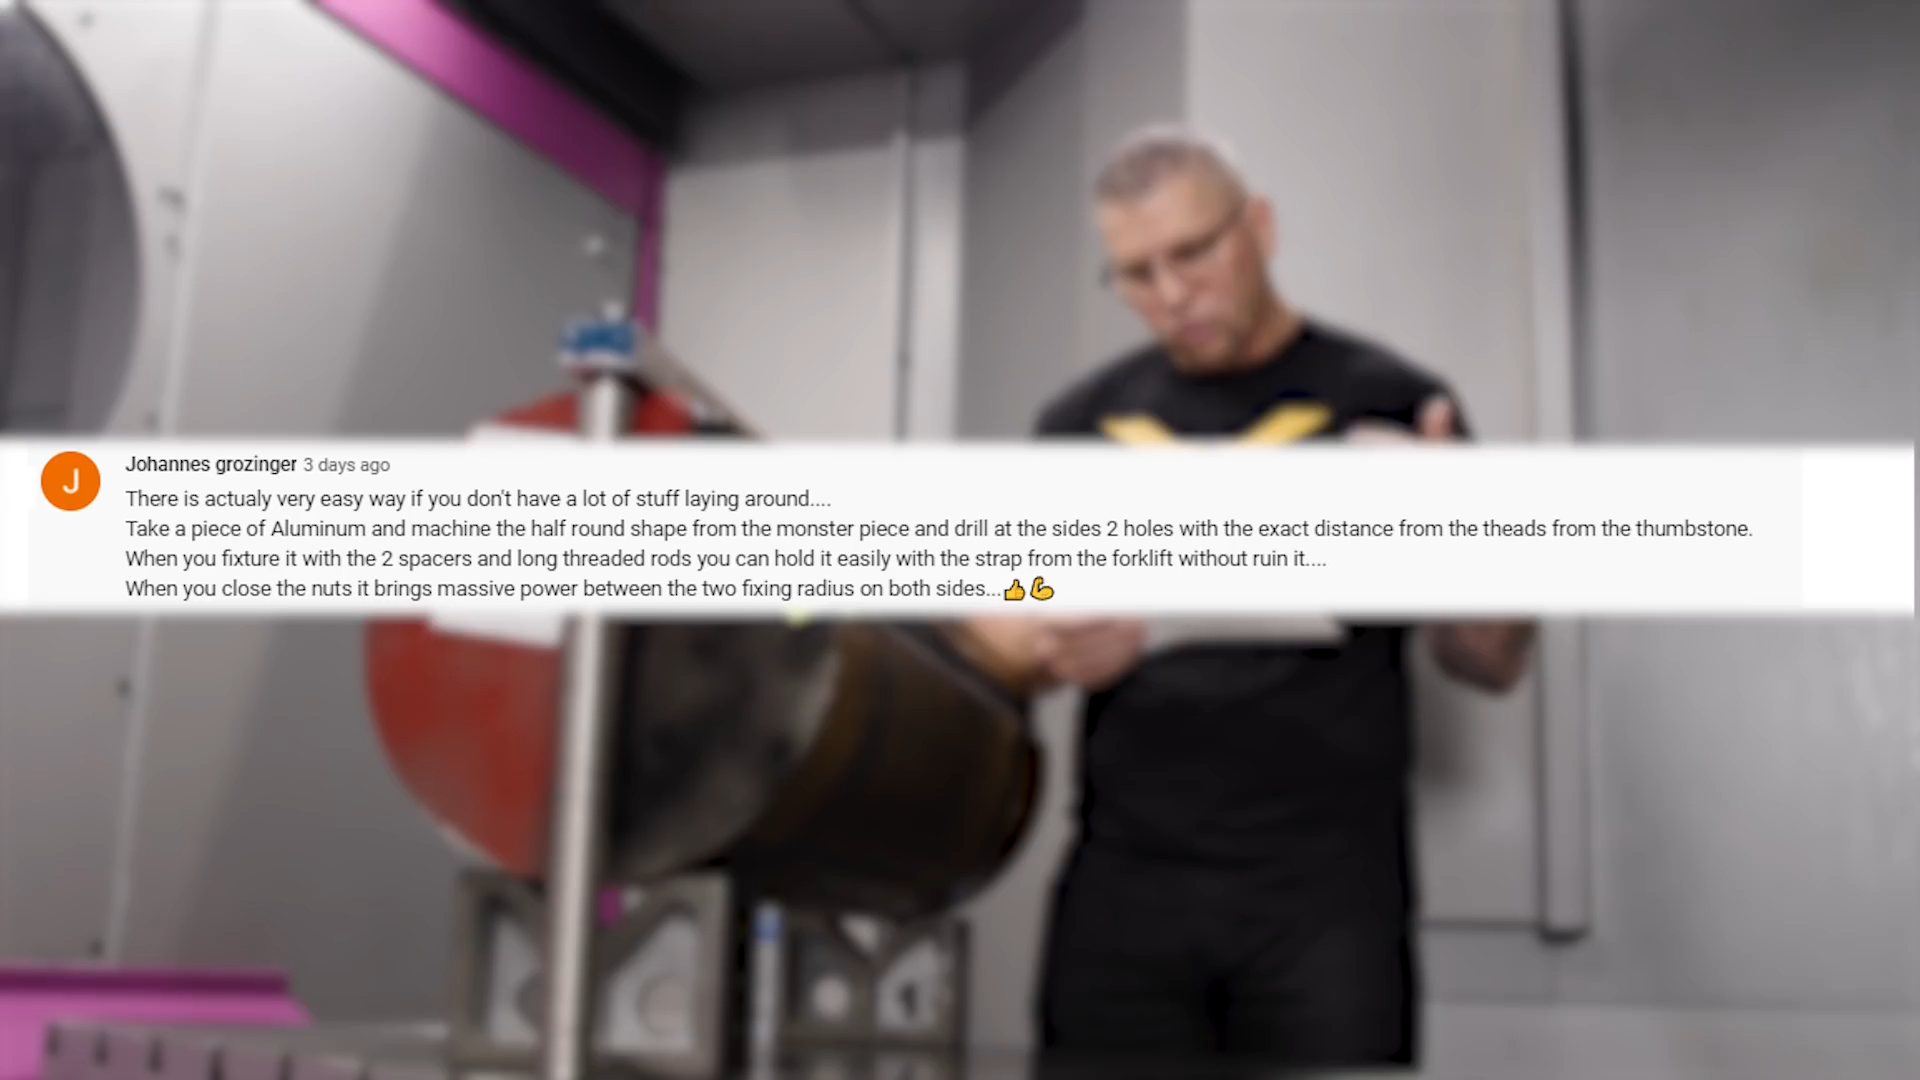 J
Johannes grozinger 3 days ago
There is actualy very easy way if you don't have a lot of stuff laying around....
Take a piece of Aluminum and machine the half round shape from the monster piece and drill at the sides 2 holes with the exact distance from the theads from the thumbstone.
When you fixture it with the 2 spacers and long threaded rods you can hold it easily with the strap from the forklift without ruin it....
When you close the nuts it brings massive power between the two fixing radius on both sides...👍💪